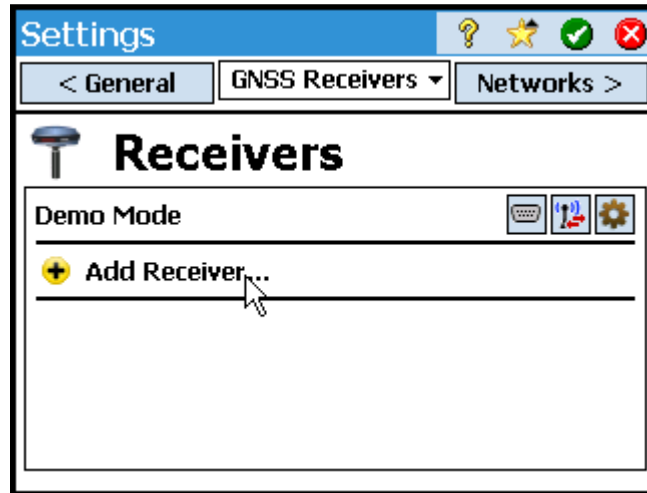 Settings
< General
GNSS Receivers
Networks >
Receivers
Demo Mode
Add Receiver...